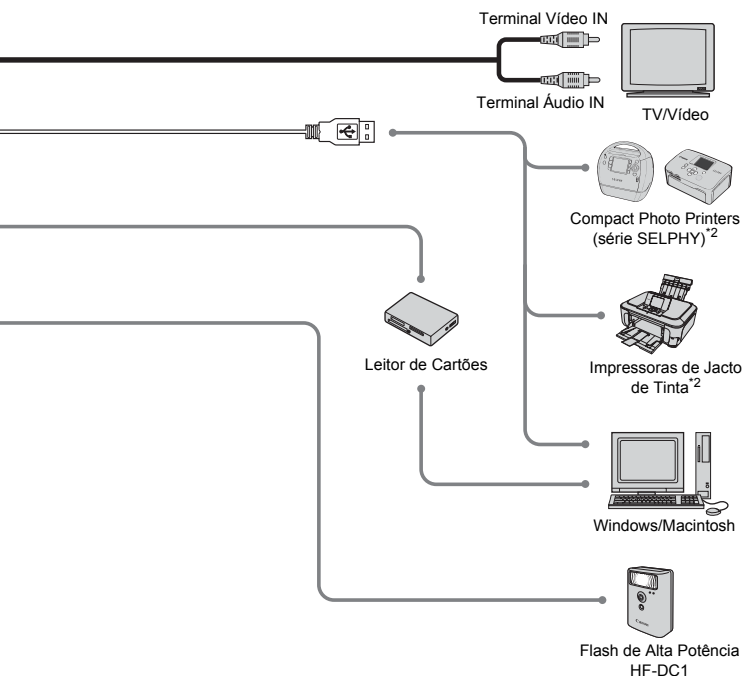 Terminal Vídeo IN
Terminal Áudio IN
TV/Vídeo
Compact Photo Printers
(série SELPHY)*2
Leitor de Cartões
Impressoras de Jacto
de Tinta*2
Windows/Macintosh
Flash de Alta Potência
HF-DC1